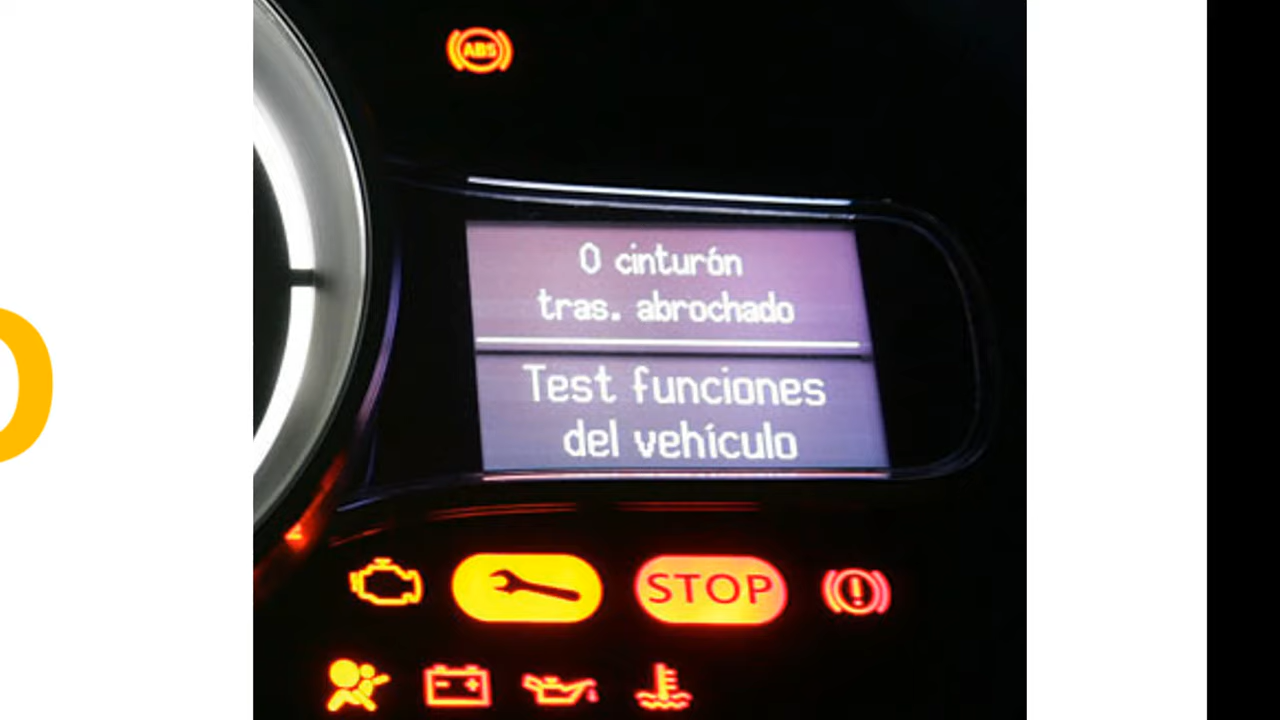 ABS
0 cinturón
tras. abrochado
Test funciones
del vehículo
STOP